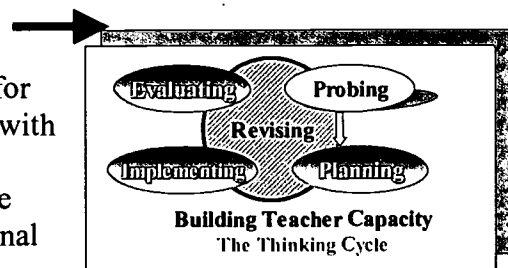 for
with
e
nal
Evaluating
Probing
Revising
Implementing
Planning
Building Teacher Capacity
The Thinking Cycle